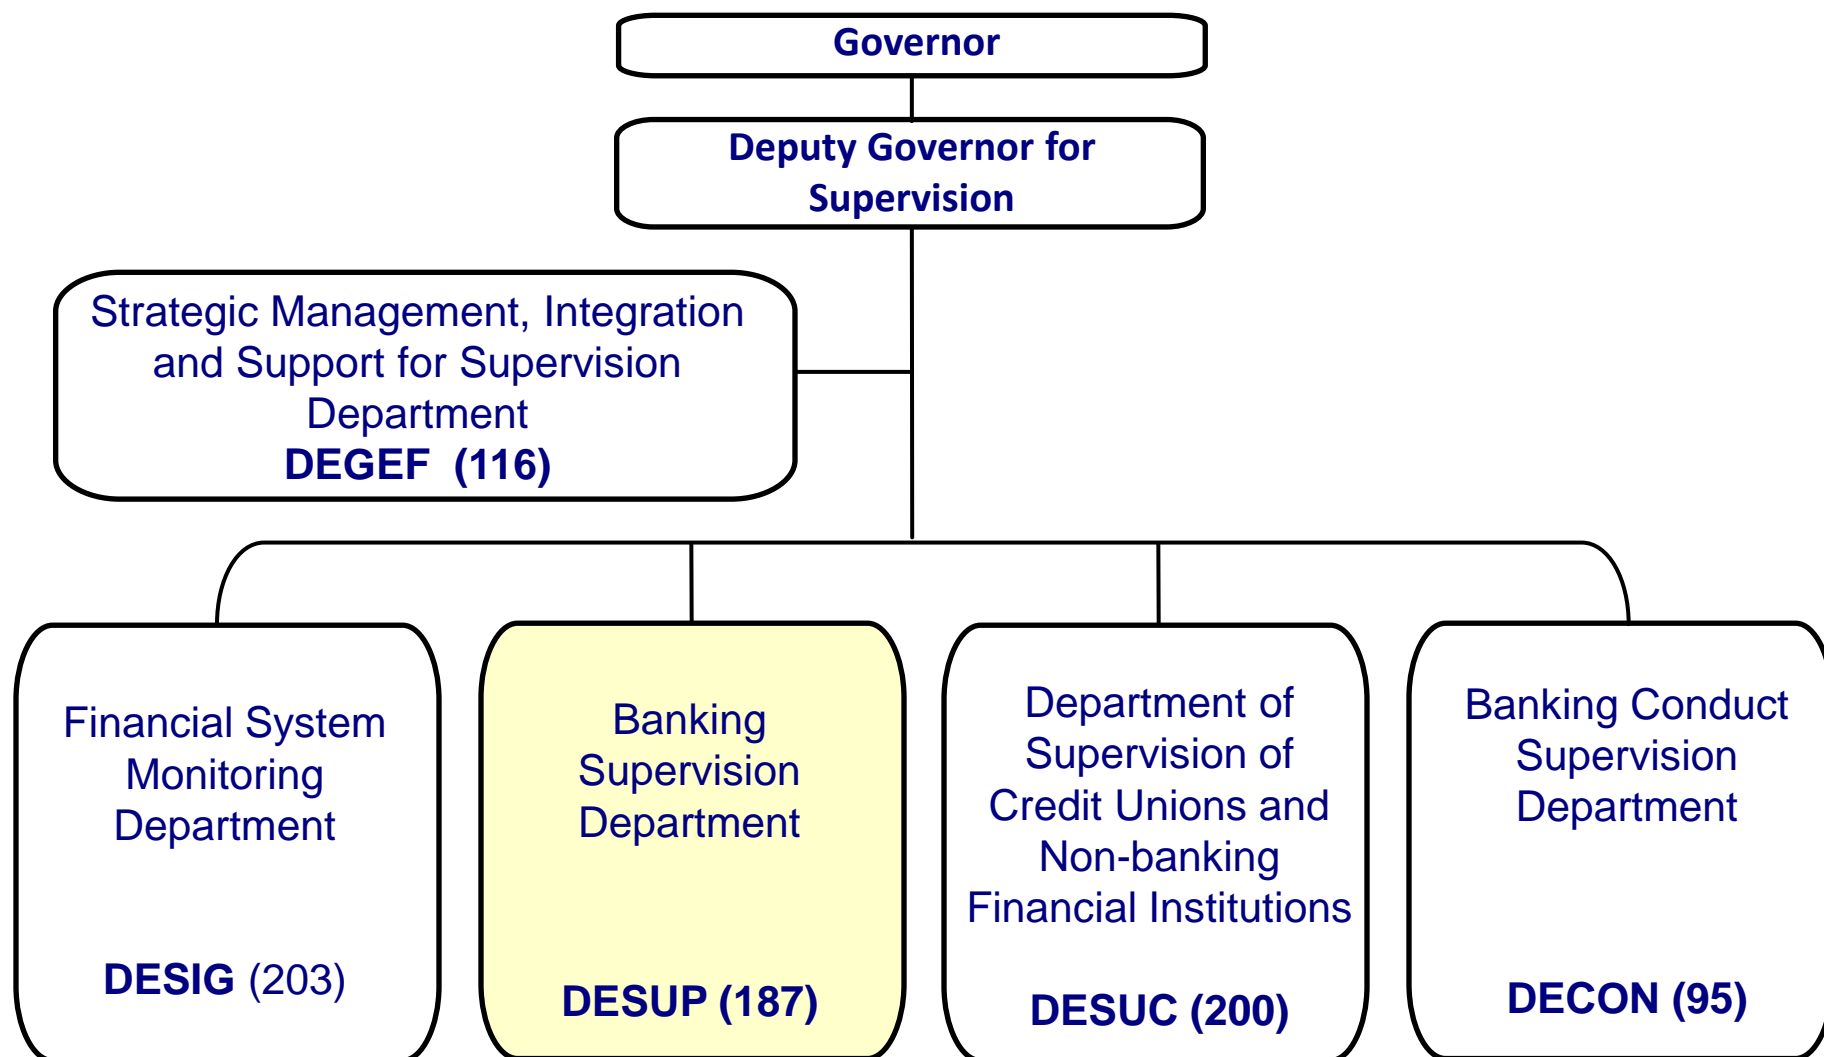 Governor
Deputy Governor for
Supervision
Strategic Management, Integration
and Support for Supervision
Department
DEGEF (116)
Financial System
Monitoring
Department
DESIG (203)
Banking
Supervision
Department
DESUP (187)
Department of
Supervision of
Credit Unions and
Non-banking
Financial Institutions
DESUC (200)
Banking Conduct
Supervision
Department
DECON (95)